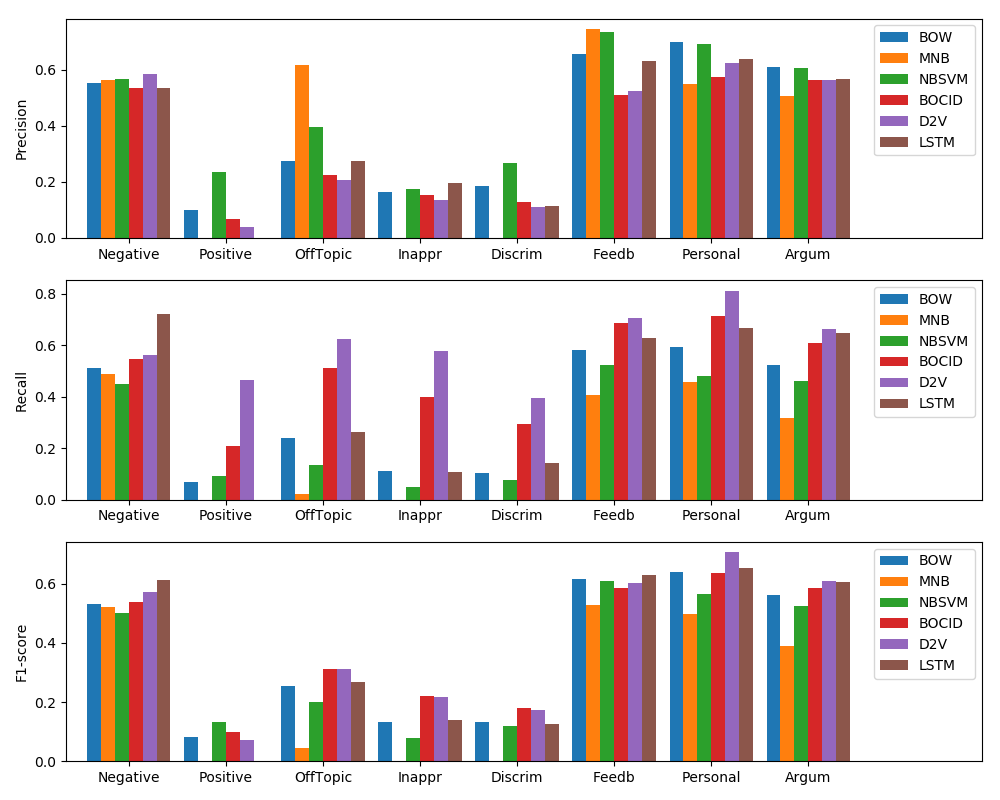 Precision
0.6
0.4
0.2
0.0
Negative Positive OffTopic Inappr Discrim Feedb Personal Argum
BOW
MNB
NBSVM
BOCID
D2V
LSTM
Recall
0.8
0.6
0.4
0.2
0.0
Negative Positive OffTopic Inappr Discrim Feedb Personal Argum
BOW
MNB
NBSVM
BOCID
D2V
LSTM
F1-score
0.6
0.4
0.2
0.0
Negative Positive OffTopic Inappr Discrim Feedb Personal Argum
BOW
MNB
NBSVM
BOCID
D2V
LSTM